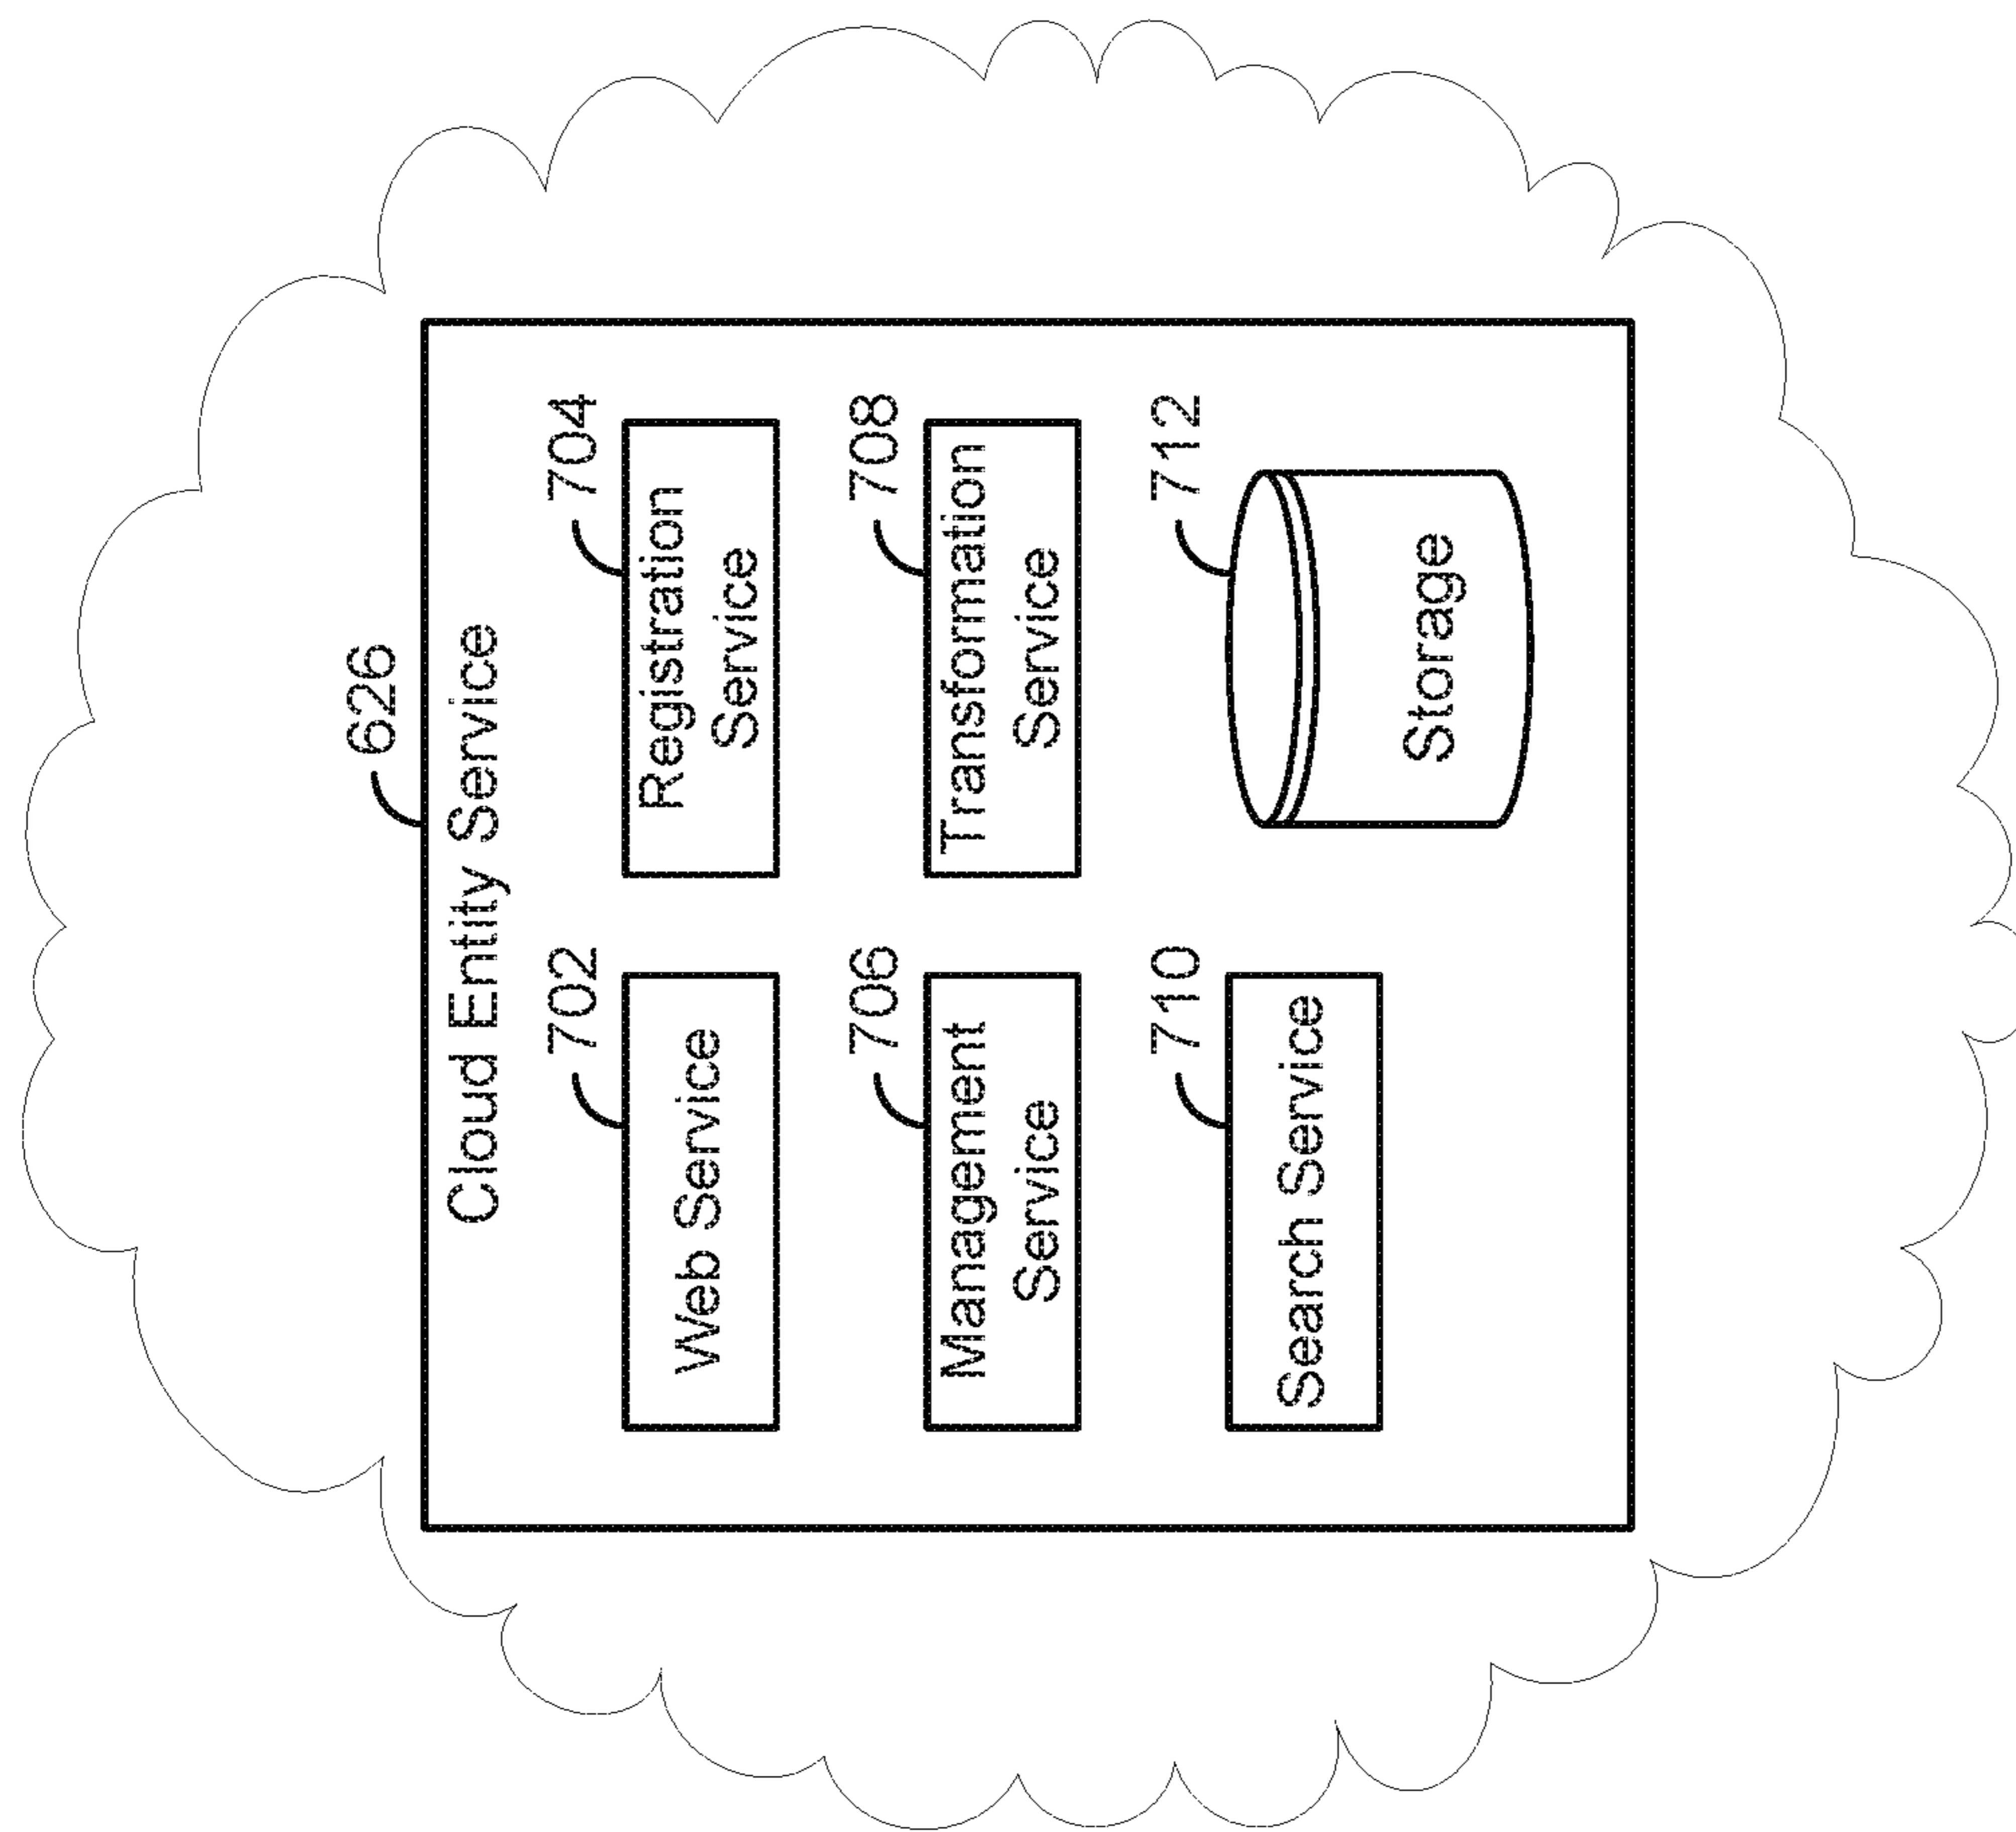 626
Cloud Entity Service
702
Web Service
704
Registration
Service
706
Management
Service
708
Transformation
Service
710
Search Service
712
Storage